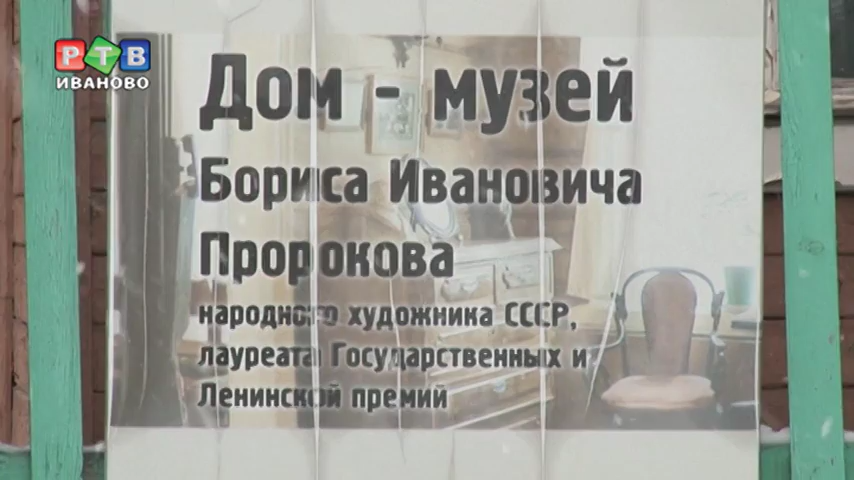 РТВ
ИВАНОВО
Дом - музей
Бориса Ивановича
Пророкова
народного художника СССР,
лауреата Государственных и
Ленинской премий